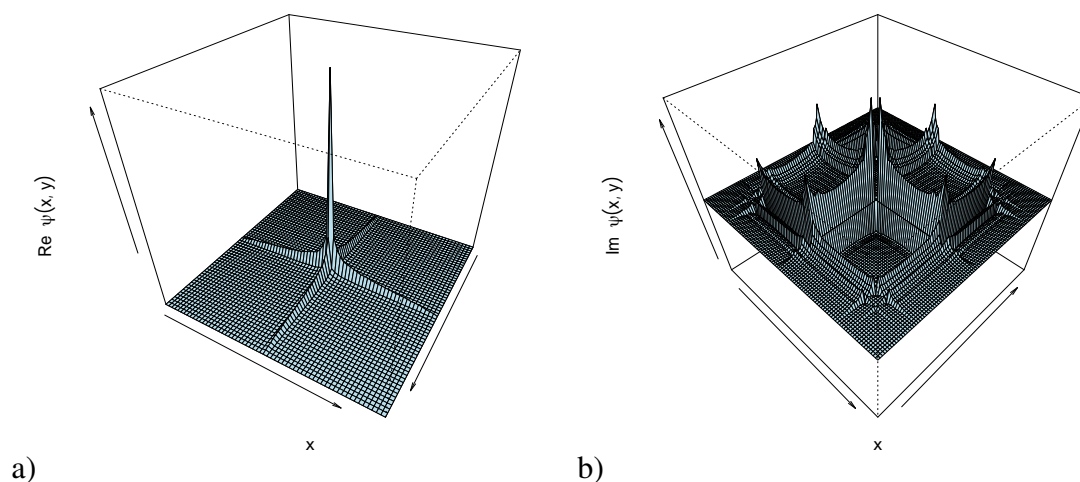 Re ψ(x, y)
x
a)
Im ψ(x, y)
x
b)